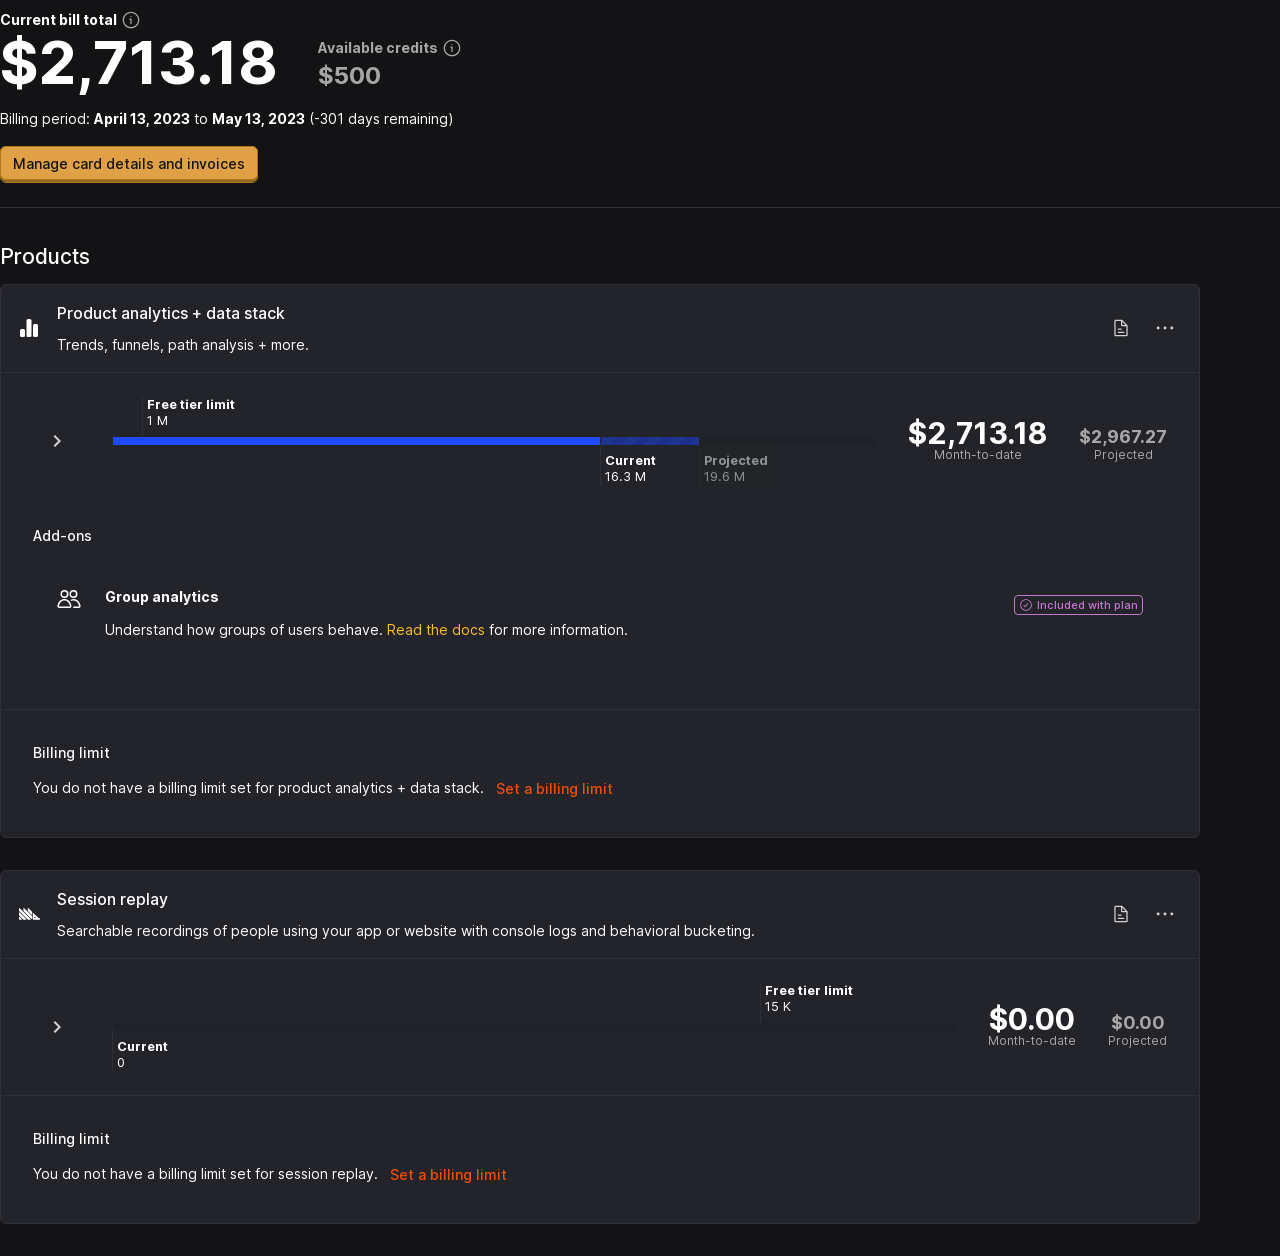 Current bill total
$2,713.18
Available credits
$500
Billing period: April 13, 2023 to May 13, 2023 (-301 days remaining)
Manage card details and invoices
Products
Product analytics + data stack
Trends, funnels, path analysis + more.
Free tier limit
1 M
Current
16.3 M
Projected
19.6 M
$2,713.18
Month-to-date
$2,967.27
Projected
Add-ons
Group analytics
Included with plan
Understand how groups of users behave. Read the docs for more information.
Billing limit
You do not have a billing limit set for product analytics + data stack. Set a billing limit
Session replay
Searchable recordings of people using your app or website with console logs and behavioral bucketing.
Free tier limit
15 K
Current
0
$0.00
Month-to-date
$0.00
Projected
Billing limit
You do not have a billing limit set for session replay. Set a billing limit